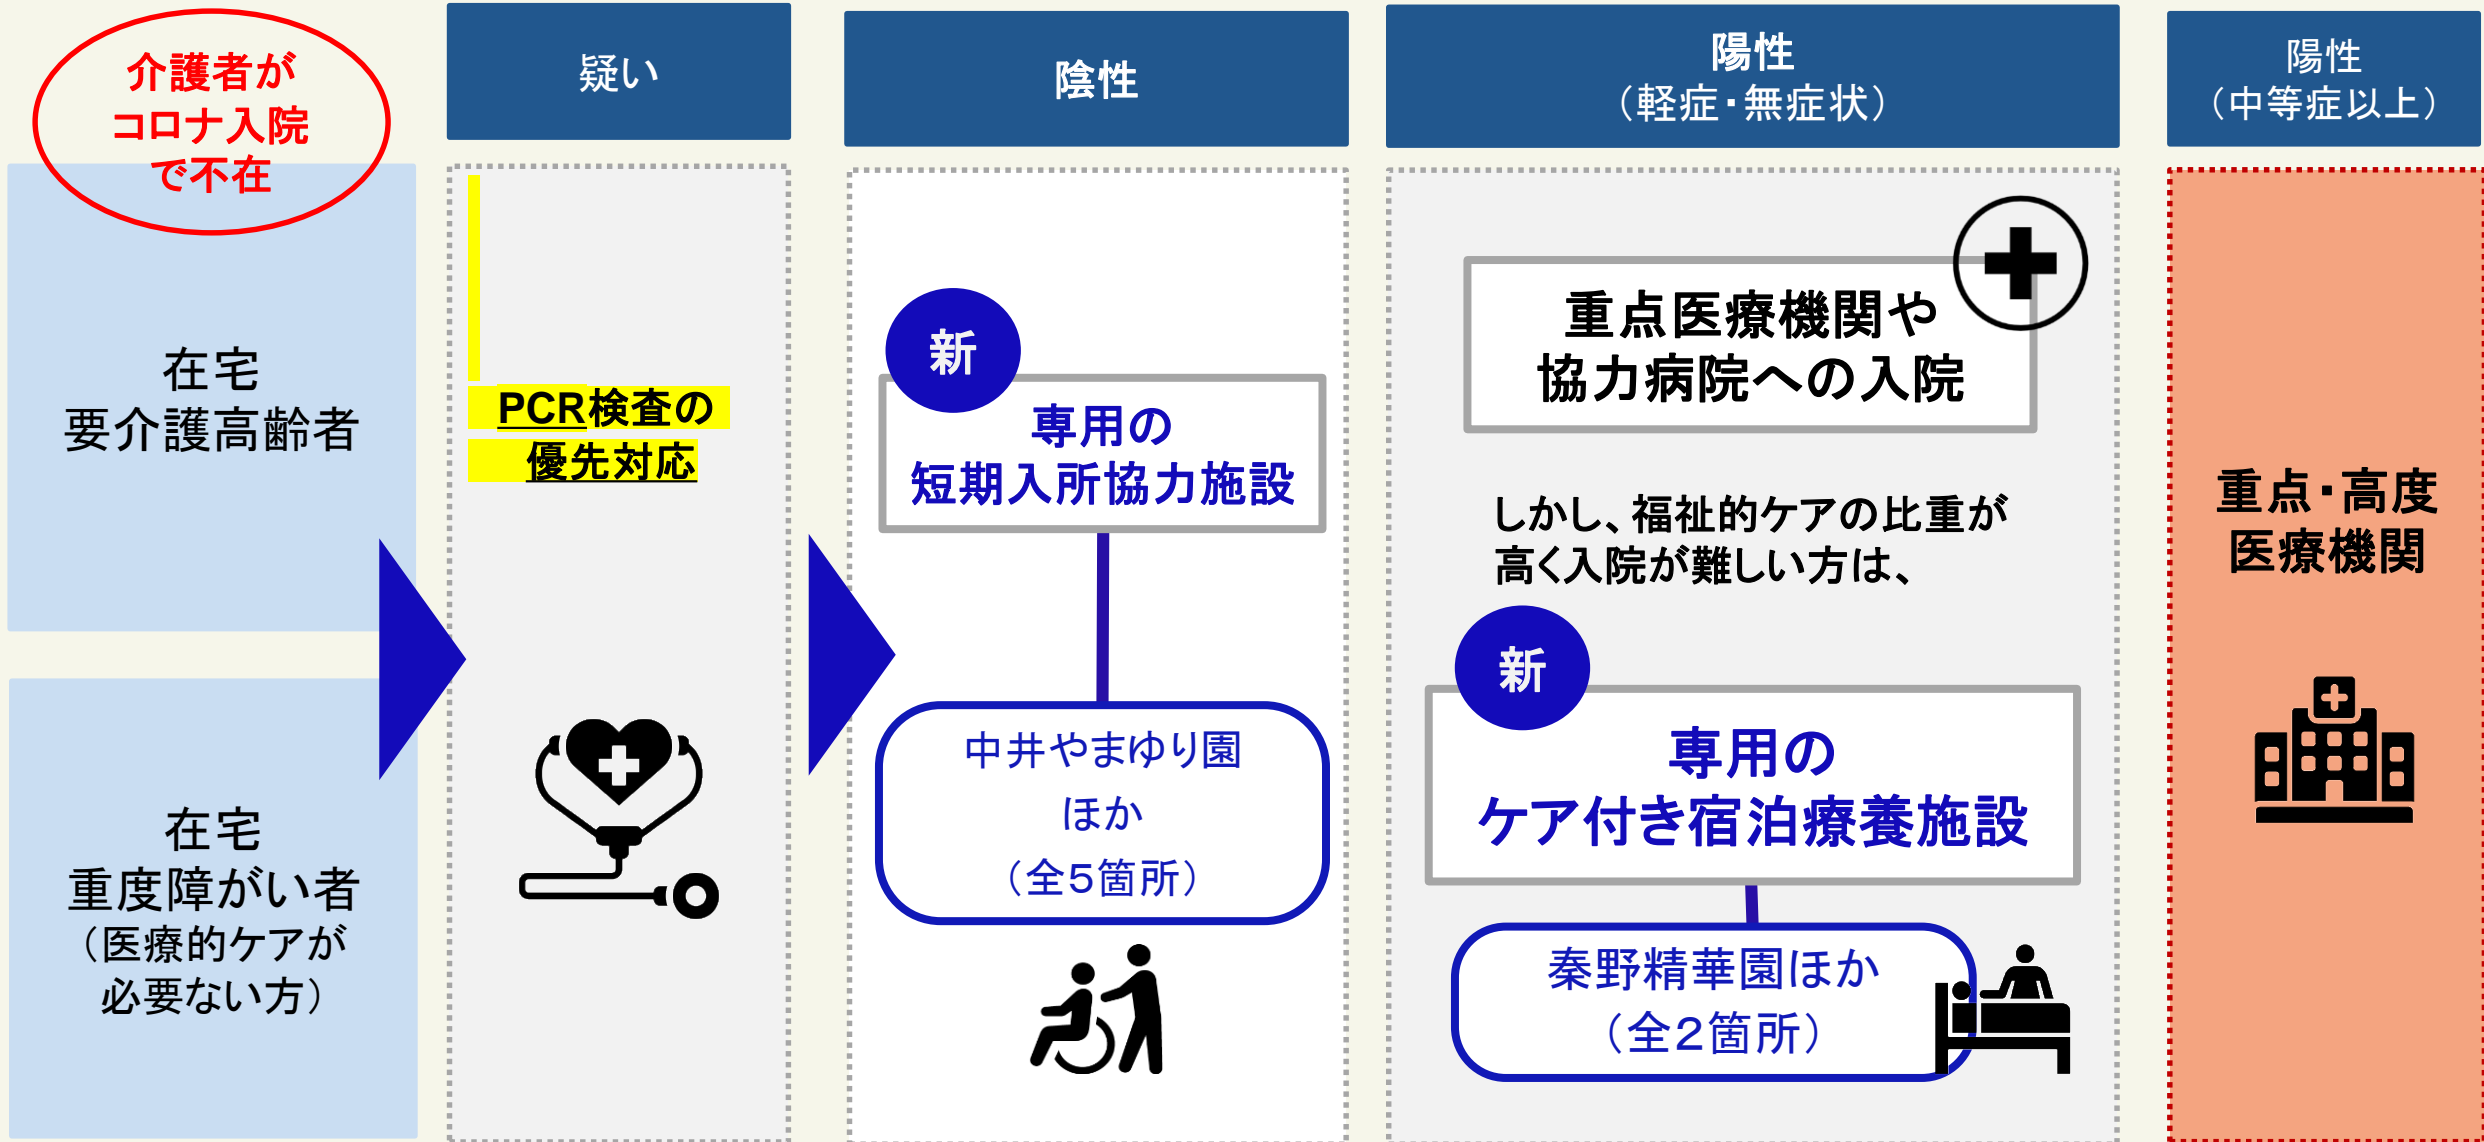 介護者が
コロナ入院
で不在
在宅
要介護高齢者
在宅
重度障がい者
（医療的ケアが
必要ない方）
疑い
PCR検査の
優先対応
陰性
新
専用の
短期入所協力施設
中井やまゆり園
ほか
（全5箇所）
陽性
（軽症・無症状）
重点医療機関や
協力病院への入院
しかし、福祉的ケアの比重が
高く入院が難しい方は、
新
専用の
ケア付き宿泊療養施設
秦野精華園ほか
（全2箇所）
陽性
（中等症以上）
重点・高度
医療機関